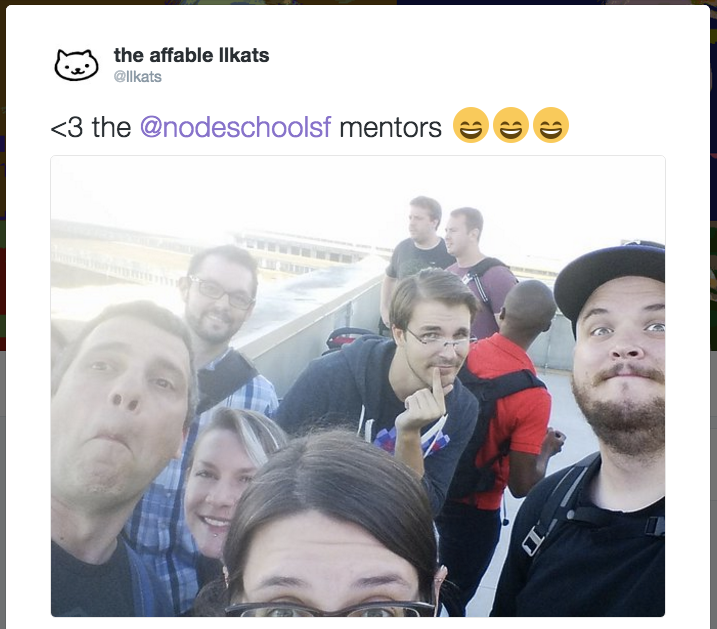 the affable llkats
@llkats
<3 the @nodeschoolsf mentors 😄😄😄